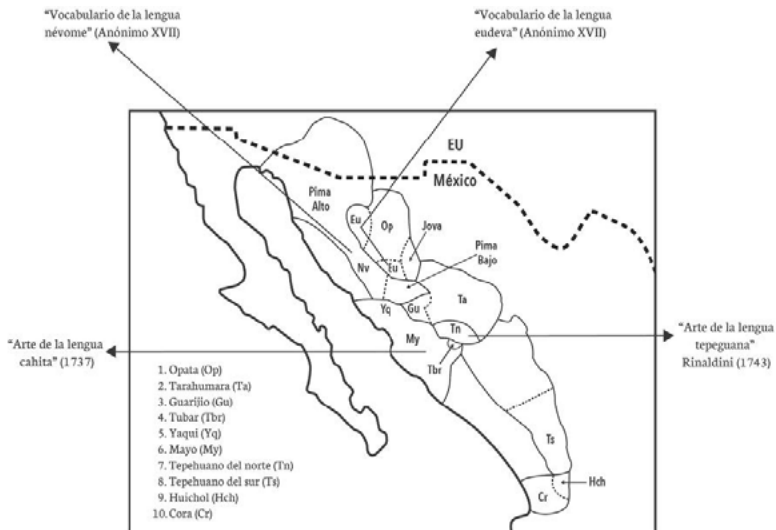 “Vocabulario de la lengua
névome” (Anónimo XVII)
“Vocabulario de la lengua
eudeva” (Anónimo XVII)
EU
México
Pima
Alto
Eu
Op
Jova
Pima
Bajo
Nv
Eu
Ta
Yq
Gu
Tn
My
Tbr
“Arte de la lengua
cahita” (1737)
“Arte de la lengua
tepeguana”
Rinaldini (1743)
1. Opata (Op)
2. Tarahumara (Ta)
3. Guarijio (Gu)
4. Tubar (Tbr)
5. Yaqui (Yq)
6. Mayo (My)
7. Tepehuano del norte (Tn)
8. Tepehuano del sur (Ts)
9. Huichol (Hch)
10. Cora (Cr)
Ts
Hch
Cr